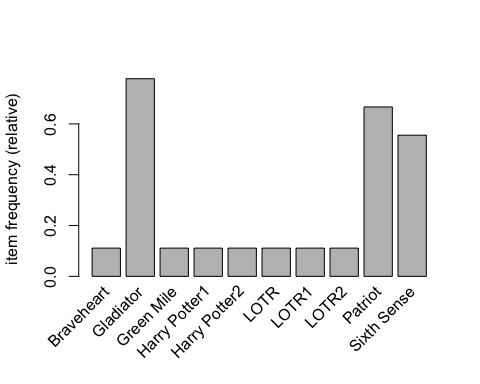 item frequency (relative)
0.6
0.4
0.2
0.0
Braveheart
Gladiator
Green Mile
Harry Potter1
Harry Potter2
LOTR
LOTR1
LOTR2
Patriot
Sixth Sense